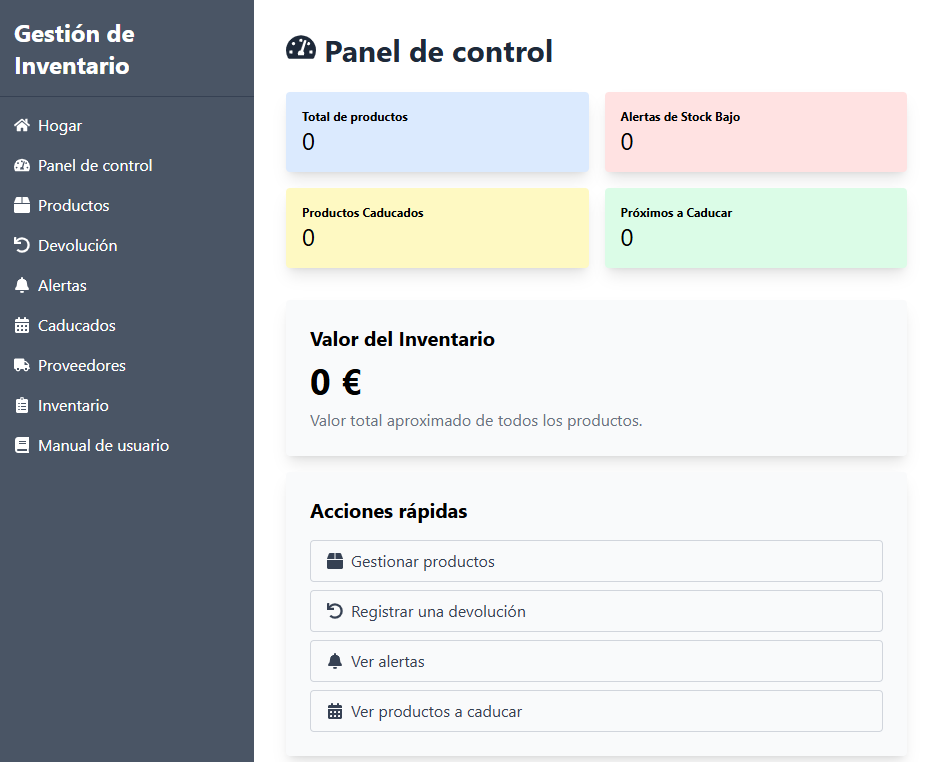 Gestión de
Inventario
Hogar
Panel de control
Productos
Devolución
Alertas
Caducados
Proveedores
Inventario
Manual de usuario
Panel de control
Total de productos
0
Alertas de Stock Bajo
0
Productos Caducados
0
Próximos a Caducar
0
Valor del Inventario
0 €
Valor total aproximado de todos los productos.
Acciones rápidas
Gestionar productos
Registrar una devolución
Ver alertas
Ver productos a caducar